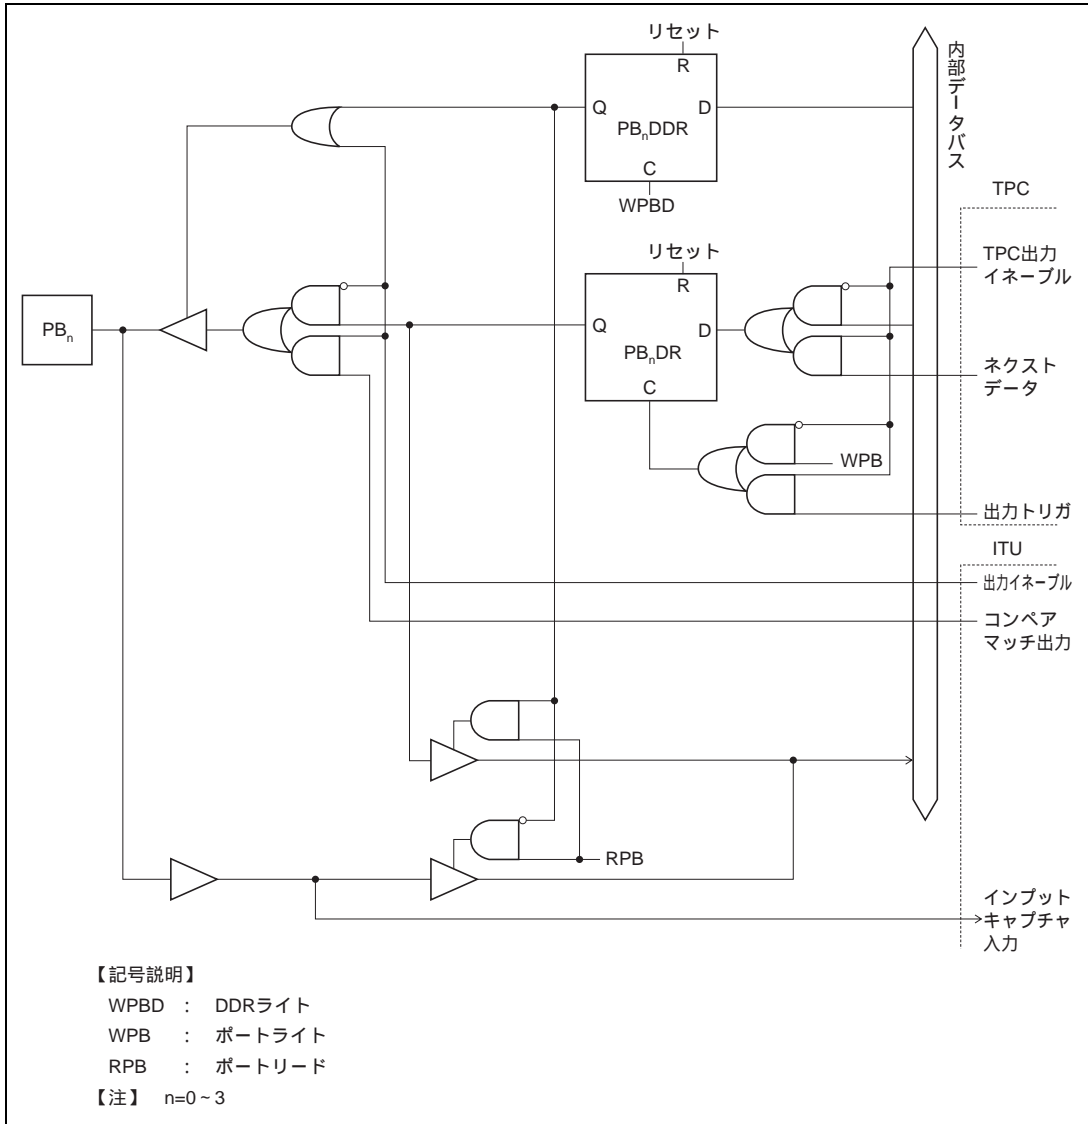 リセット
R
Q
D
PBnDDR
C
WPBD
内部データバス
TPC
リセット
R
TPC出力
イネーブル
PBn
Q
D
PBnDR
C
ネクスト
データ
WPB
出力トリガ
ITU
出力イネーブル
コンペア
マッチ出力
RPB
インプット
キャプチャ
入力
【記号説明】
WPBD : DDRライト
WPB : ポートライト
RPB : ポートリード
【注】 n=0~3